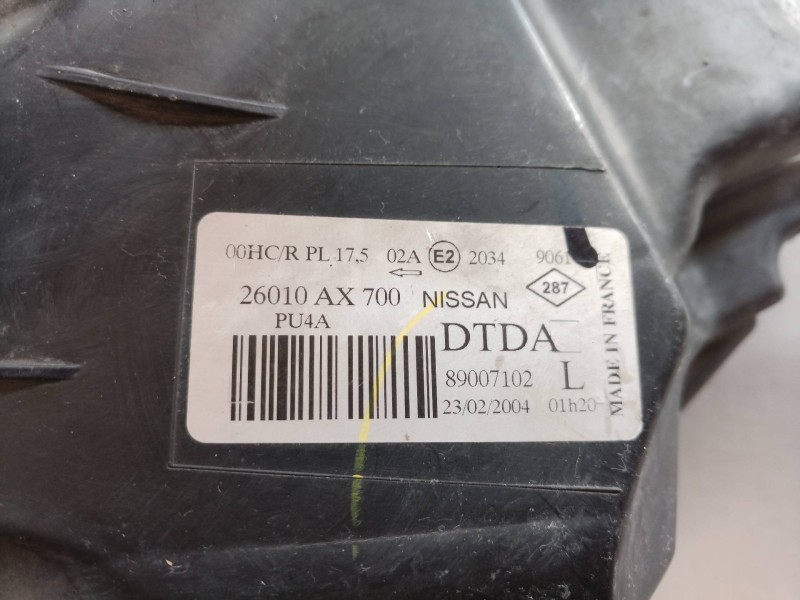 00HC/R PL 17,5 02A E2 2034
26010 AX 700 NISSAN 287
PU4A
DTDA
89007102 L
23/02/2004 01h20
MADE IN FRANCE